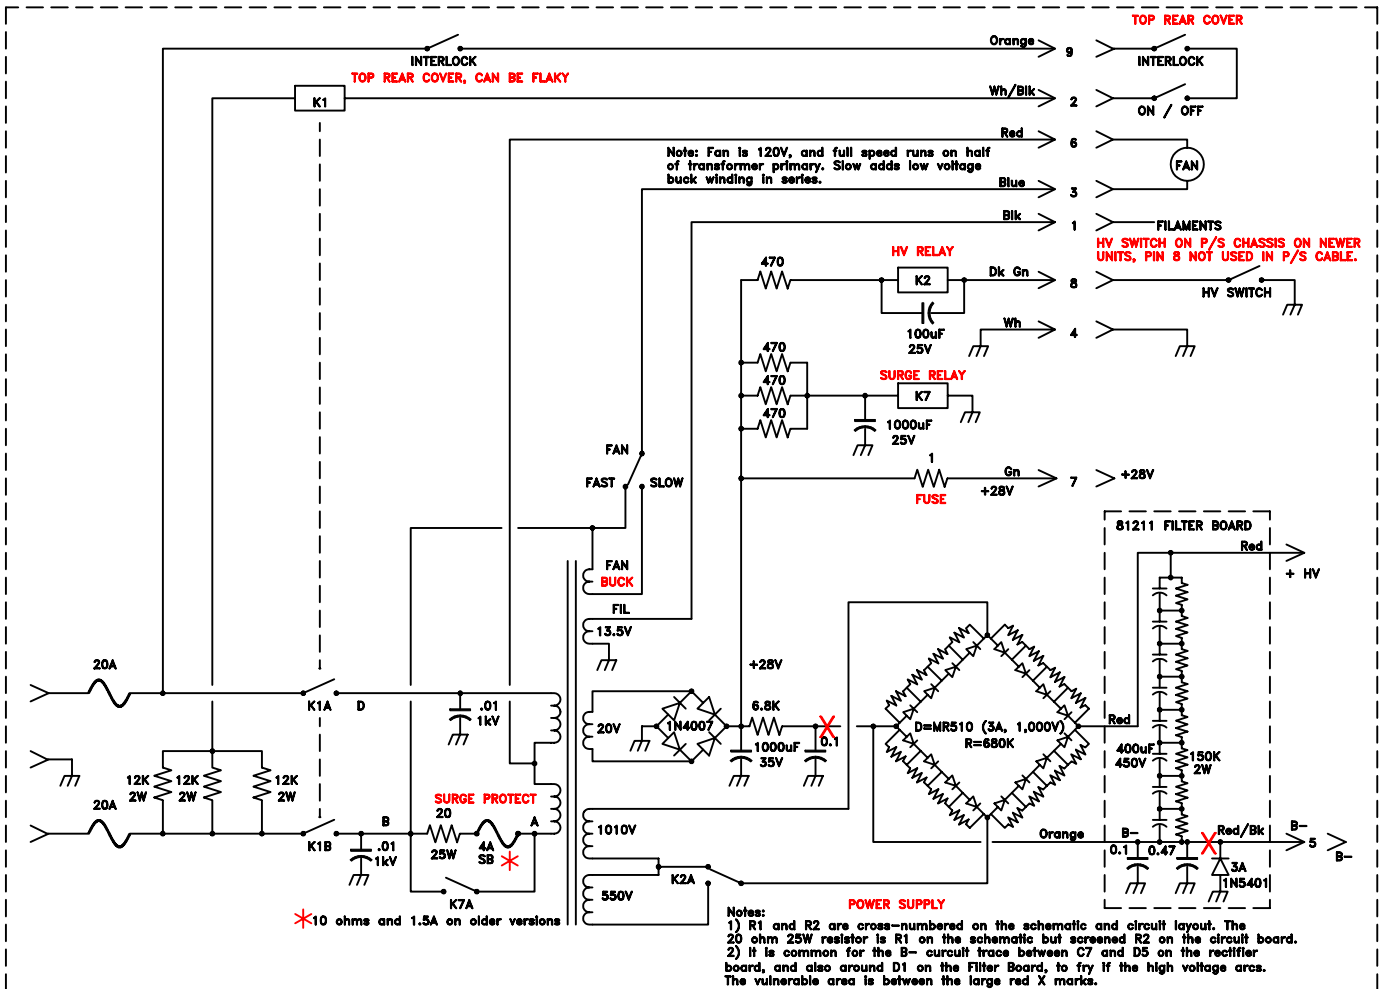 TOP REAR COVER
Orange
9
INTERLOCK
INTERLOCK
TOP REAR COVER, CAN BE FLAKY
K1
Wh/Blk
2
ON / OFF
Red
6
Note: Fan is 120V, and full speed runs on half
of transformer primary. Slow adds low voltage
buck winding in series.
FAN
Blue
3
Blk
1
FILAMENTS
HV SWITCH ON P/S CHASSIS ON NEWER
UNITS, PIN 8 NOT USED IN P/S CABLE.
HV RELAY
470
K2
Dk Gn
8
HV SWITCH
100uF
25V
Wh
4
470
470
470
SURGE RELAY
K7
1000uF
25V
FAN
FAST
SLOW
1
FUSE
Gn
+28V
7
+28V
81211 FILTER BOARD
Red
+ HV
FAN
BUCK
FIL
13.5V
20A
K1A
D
.01
1kV
20V
+28V
1N4007
6.8K
1000uF
35V
0.1
D=MR510 (3A, 1,000V)
R=680K
Red
400uF
450V
150K
2W
12K
2W
12K
2W
12K
2W
20A
K1B
B
.01
1kV
SURGE PROTECT
20
25W
4A
SB
A
K7A
10 ohms and 1.5A on older versions
1010V
550V
K2A
Orange
B-
0.1
0.47
Red/Bk
B-
5
B-
3A
1N5401
POWER SUPPLY
Notes:
1) R1 and R2 are cross-numbered on the schematic and circuit layout. The
20 ohm 25W resistor is R1 on the schematic but screened R2 on the circuit board.
2) It is common for the B- curcuit trace between C7 and D5 on the rectifier
board, and also around D1 on the Filter Board, to fry if the high voltage arcs.
The vulnerable area is between the large red X marks.